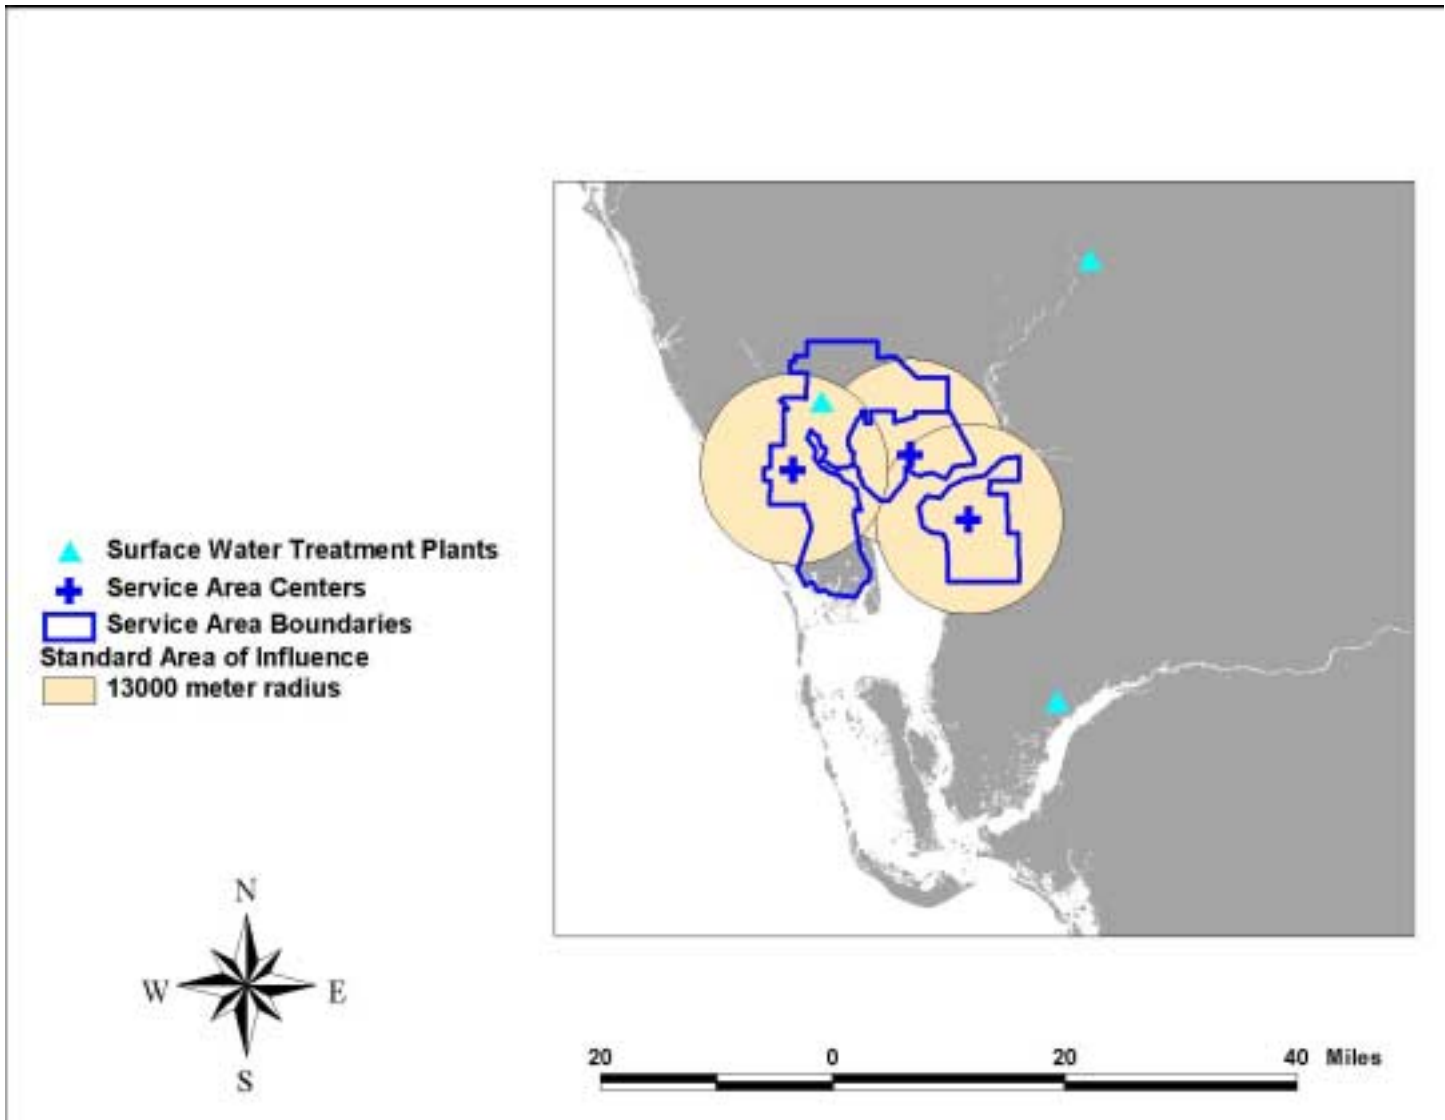 Surface Water Treatment Plants
Service Area Centers
Service Area Boundaries
Standard Area of Influence
13000 meter radius
N
W E
S
20 0 20 40 Miles